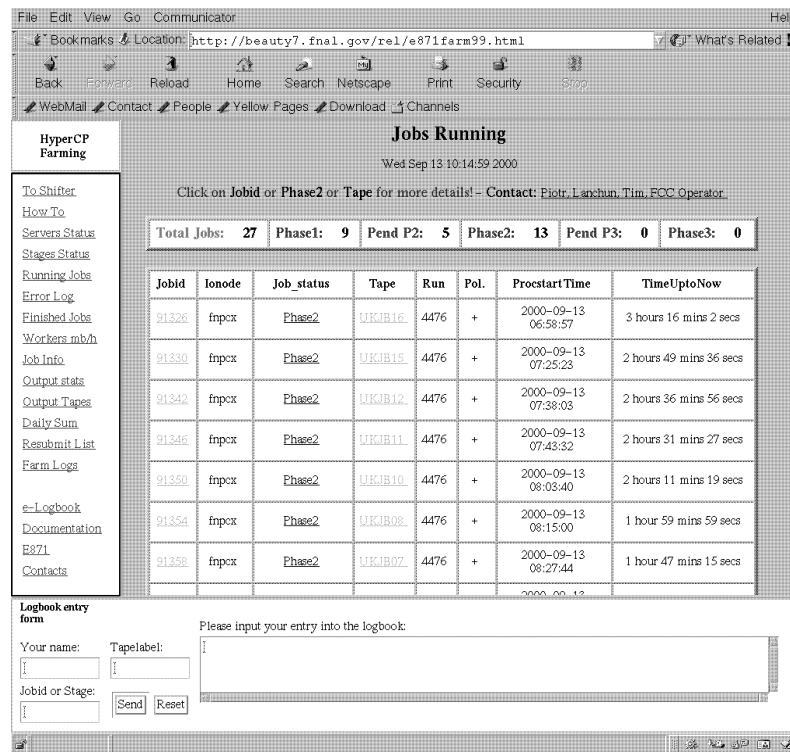 File Edit View Go Communicator Hel
Bookmarks Location: http://beauty7.fnal.gov/rel/e871farm99.html What's Related
Back Forward Reload Home Search Netscape Print Security Stop
WebMail Contact People Yellow Pages Download Channels
HyperCP
Farming
To Shifter
How To
Servers Status
Stages Status
Running Jobs
Error Log
Finished Jobs
Workers mb/h
Job Info
Output stats
Output Tapes
Daily Sum
Resubmit List
Farm Logs
e-Logbook
Documentation
E871
Contacts
Jobs Running
Wed Sep 13 10:14:59 2000
Click on Jobid or Phase2 or Tape for more details! – Contact: Piotr, Lanchun, Tim, FCC Operator
Total Jobs: 27 Phase1: 9 Pend P2: 5 Phase2: 13 Pend P3: 0 Phase3: 0
Jobid Ionode Job_status Tape Run Pol. ProcstartTime TimeUptoNow
91326 fnpcx Phase2 UKJB16 4476 + 2000-09-13 06:58:57 3 hours 16 mins 2 secs
91330 fnpcx Phase2 UKJB15 4476 + 2000-09-13 07:25:23 2 hours 49 mins 36 secs
91342 fnpcx Phase2 UKJB12 4476 + 2000-09-13 07:38:03 2 hours 36 mins 56 secs
91346 fnpcx Phase2 UKJB11 4476 + 2000-09-13 07:43:32 2 hours 31 mins 27 secs
91350 fnpcx Phase2 UKJB10 4476 + 2000-09-13 08:03:40 2 hours 11 mins 19 secs
91354 fnpcx Phase2 UKJB08 4476 + 2000-09-13 08:15:00 1 hour 59 mins 59 secs
91358 fnpcx Phase2 UKJB07 4476 + 2000-09-13 08:27:44 1 hour 47 mins 15 secs
Logbook entry
form
Your name: Tapelabel:
Jobid or Stage:
Send Reset
Please input your entry into the logbook: